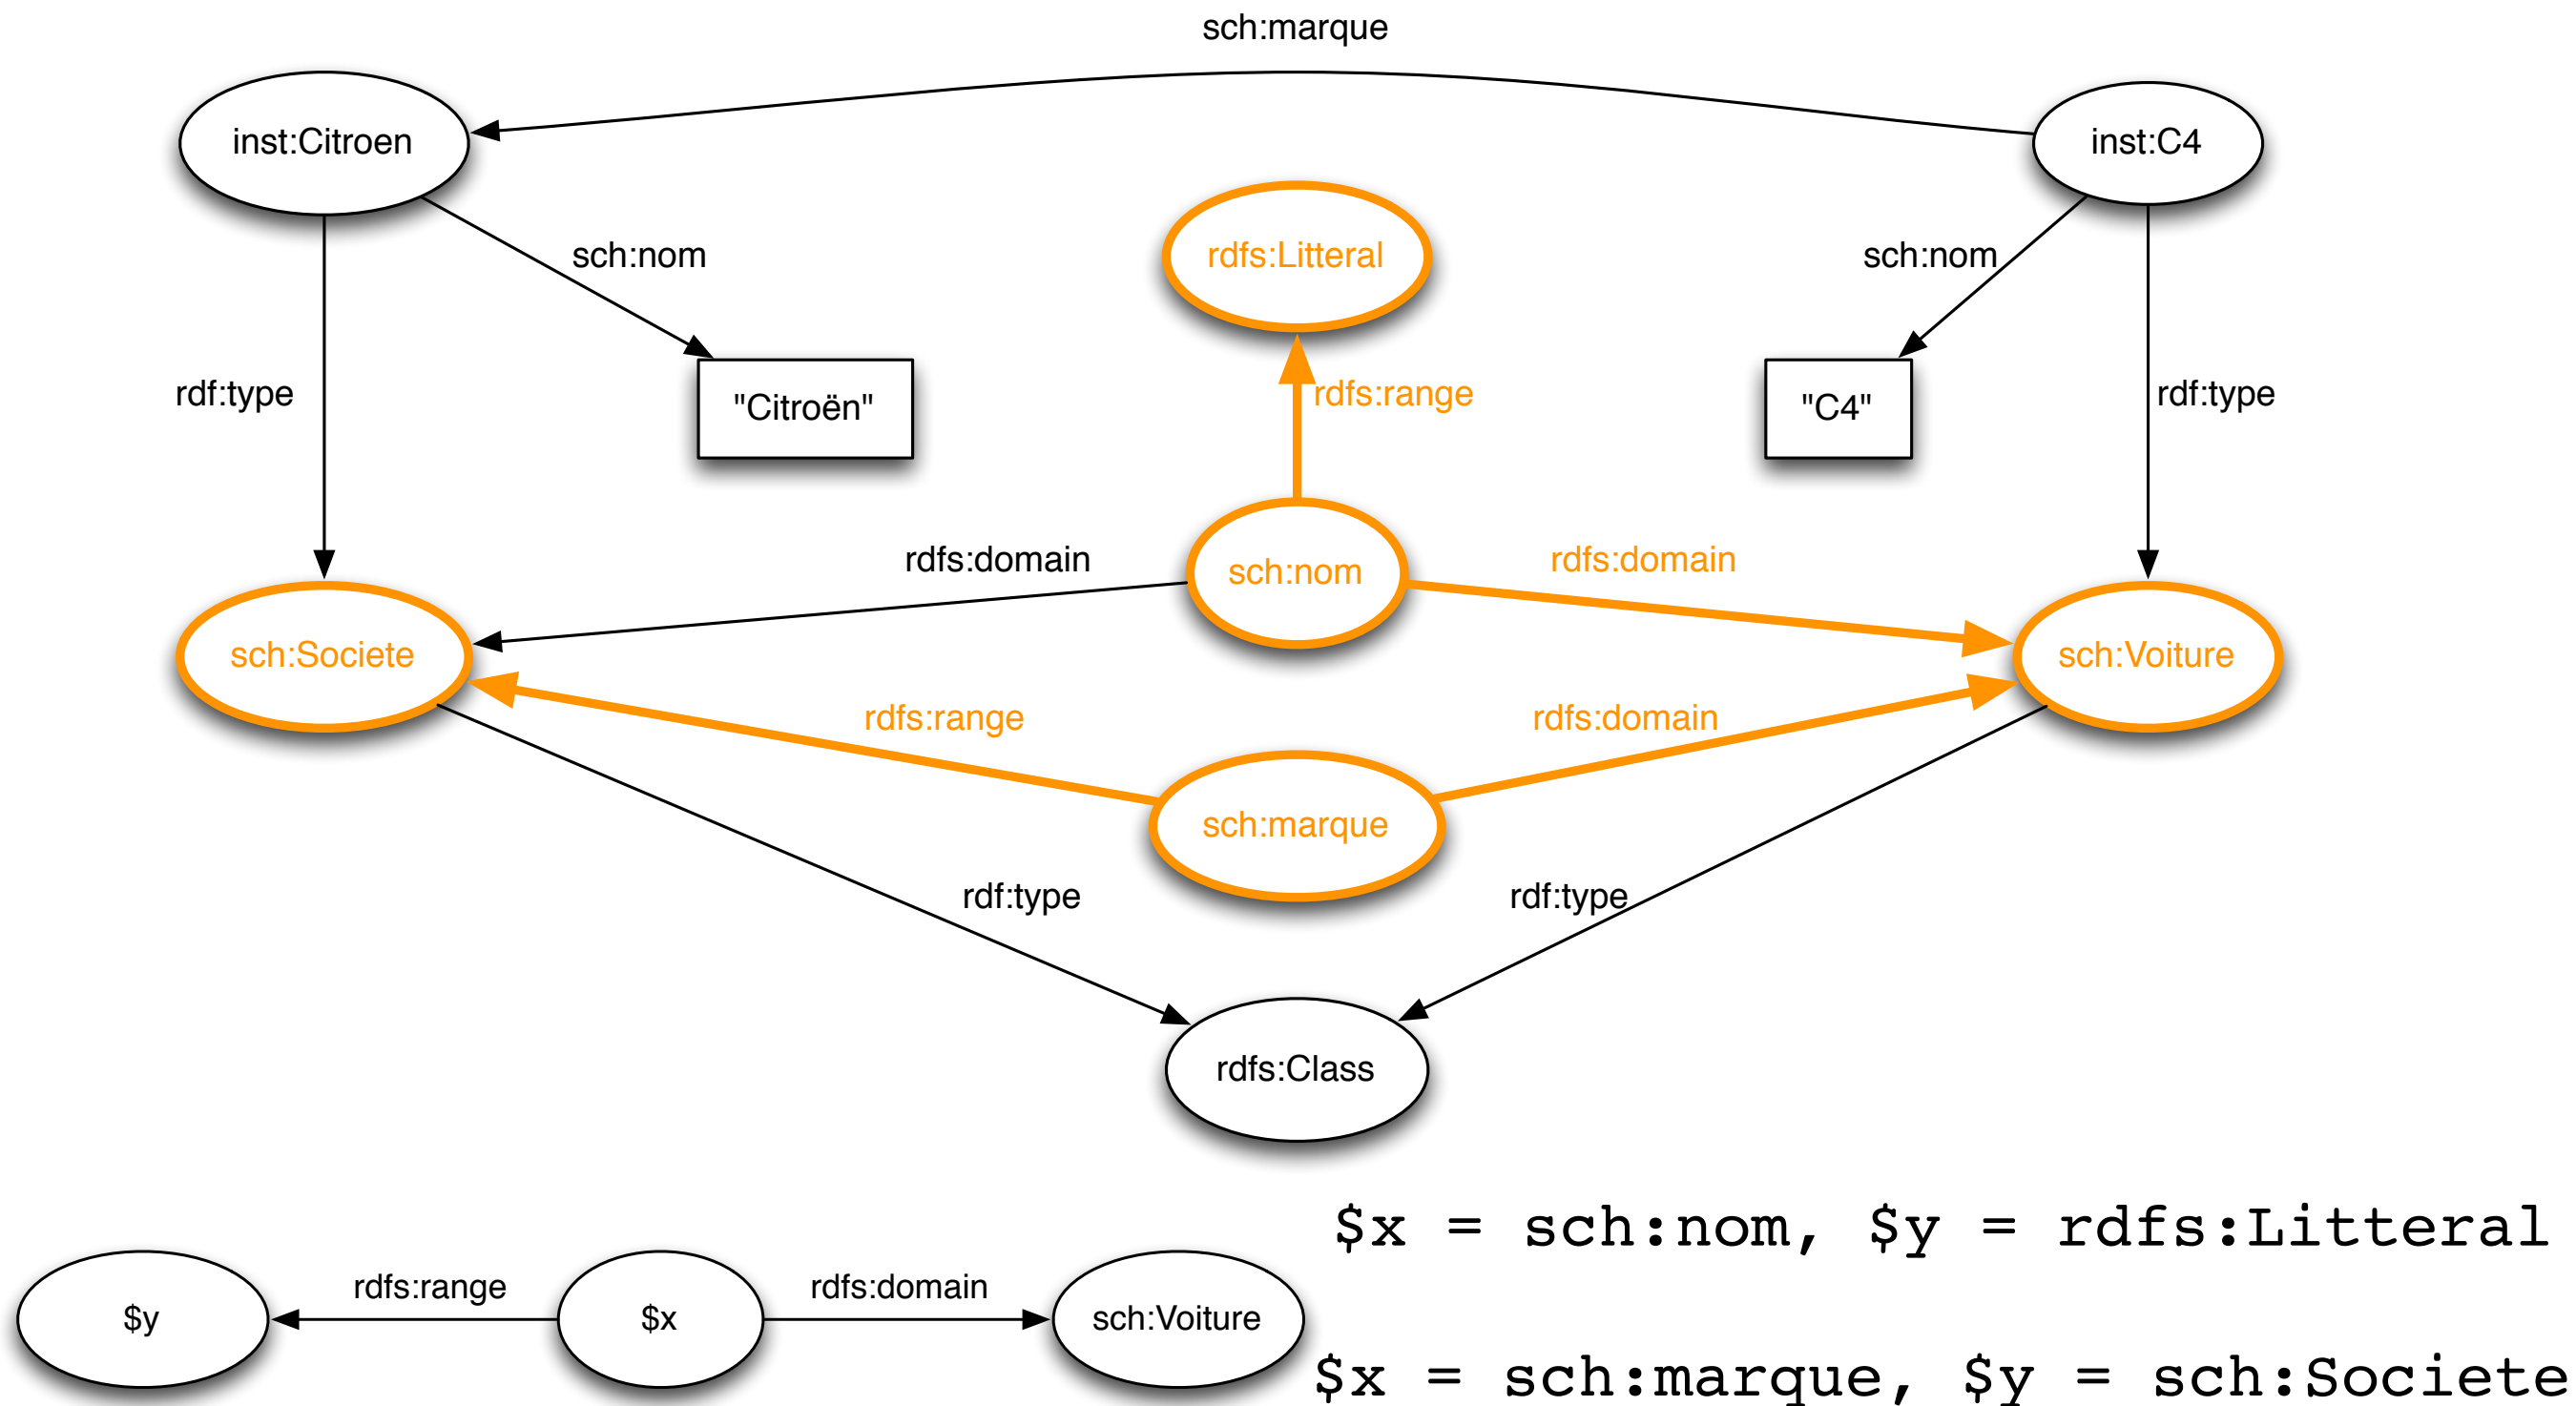 sch:marque
inst:Citroen
inst:C4
sch:nom
rdfs:Litteral
sch:nom
rdf:type
"Citroën"
rdfs:range
"C4"
rdf:type
rdfs:domain
sch:nom
rdfs:domain
sch:Societe
sch:Voiture
rdfs:range
rdfs:domain
sch:marque
rdf:type
rdf:type
rdfs:Class
$x = sch:nom, $y = rdfs:Litteral
$y
rdfs:range
$x
rdfs:domain
sch:Voiture
$x = sch:marque, $y = sch:Societe